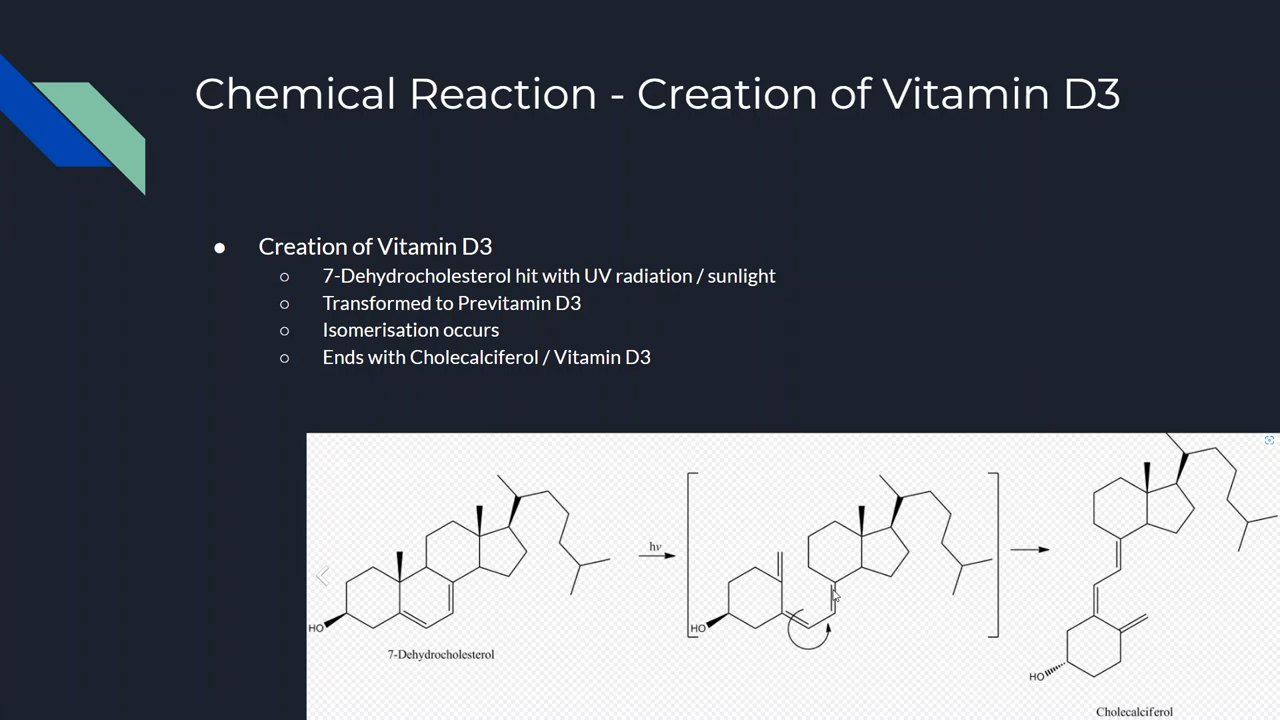 Chemical Reaction - Creation of Vitamin D3
● Creation of Vitamin D3
○ 7-Dehydrocholesterol hit with UV radiation / sunlight
○ Transformed to Previtamin D3
○ Isomerisation occurs
○ Ends with Cholecalciferol / Vitamin D3
hν
HO
HO
HO
7-Dehydrocholesterol
Cholecalciferol